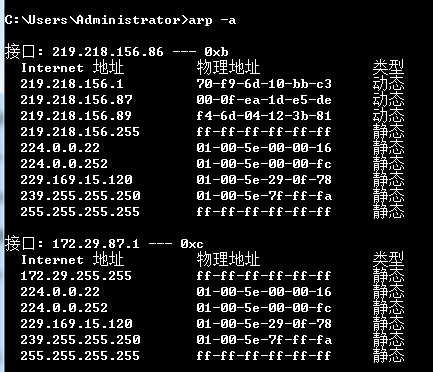 C:\Users\Administrator>arp -a
接口: 219.218.156.86 --- 0xb
Internet 地址 物理地址 类型
219.218.156.1 70-f9-6d-10-bb-c3 动态
219.218.156.87 00-0f-ea-1d-e5-de 动态
219.218.156.89 f4-6d-04-12-3b-81 动态
219.218.156.255 ff-ff-ff-ff-ff-ff 静态
224.0.0.22 01-00-5e-00-00-16 静态
224.0.0.252 01-00-5e-00-00-fc 静态
229.169.15.120 01-00-5e-29-0f-78 静态
239.255.255.250 01-00-5e-7f-ff-fa 静态
255.255.255.255 ff-ff-ff-ff-ff-ff 静态
接口: 172.29.87.1 --- 0xc
Internet 地址 物理地址 类型
172.29.255.255 ff-ff-ff-ff-ff-ff 静态
224.0.0.22 01-00-5e-00-00-16 静态
224.0.0.252 01-00-5e-00-00-fc 静态
229.169.15.120 01-00-5e-29-0f-78 静态
239.255.255.250 01-00-5e-7f-ff-fa 静态
255.255.255.255 ff-ff-ff-ff-ff-ff 静态